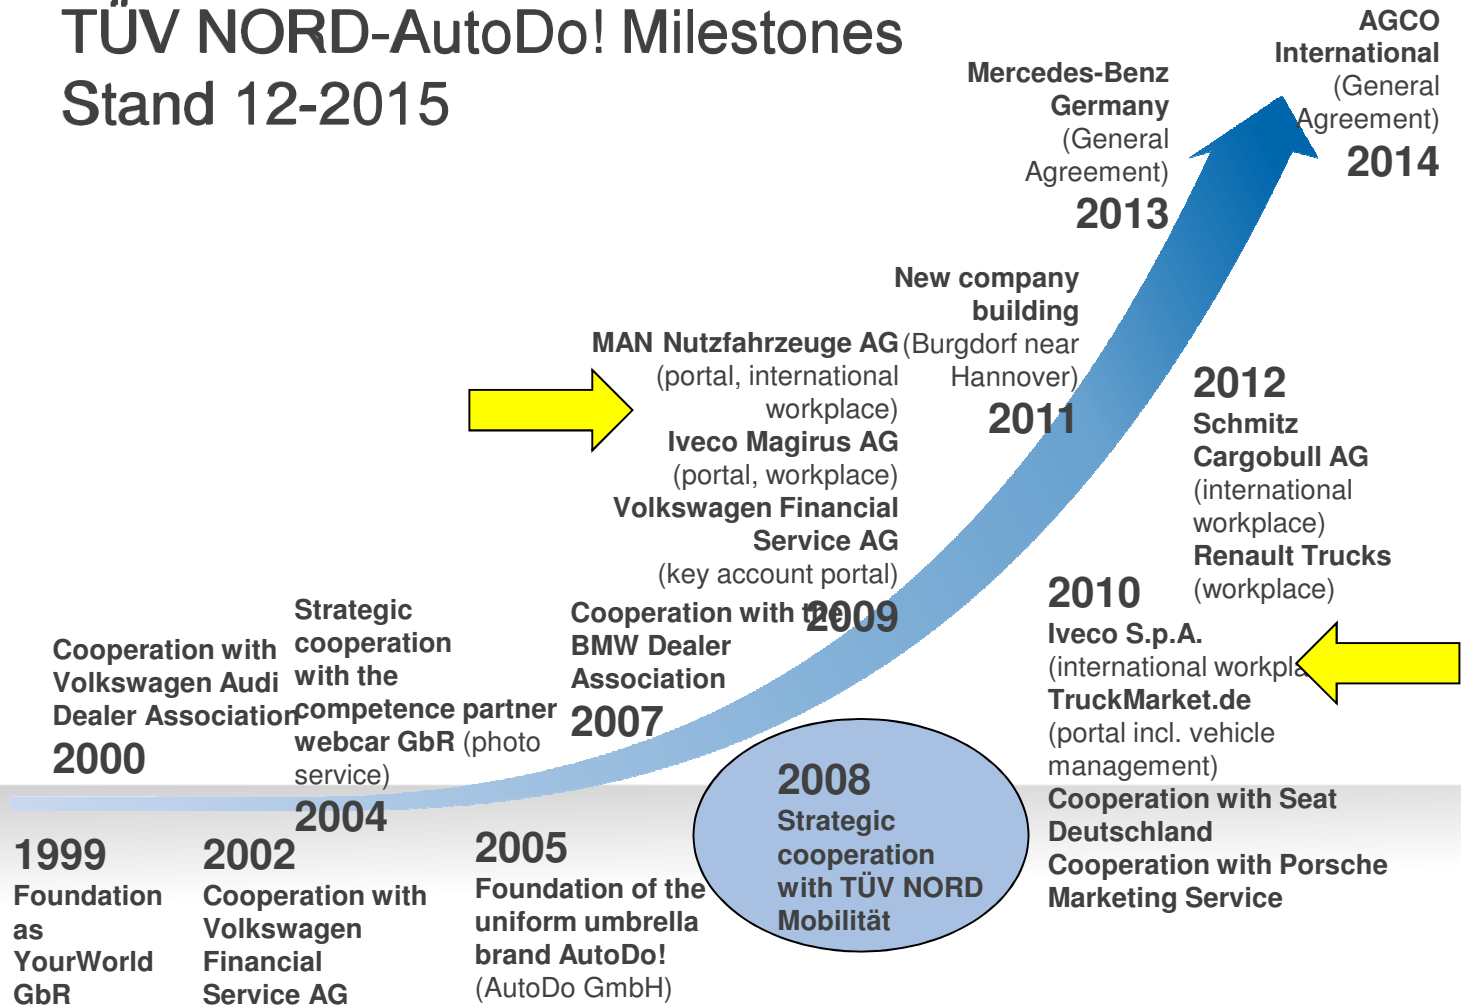 TÜV NORD-AutoDo! Milestones
Stand 12-2015
AGCO
International
(General
Agreement)
2014
Mercedes-Benz
Germany
(General
Agreement)
2013
New company
building
(Burgdorf near
Hannover)
2011
MAN Nutzfahrzeuge AG
(portal, international
workplace)
Iveco Magirus AG
(portal, workplace)
Volkswagen Financial
Service AG
(key account portal)
2009
2012
Schmitz
Cargobull AG
(international
workplace)
Renault Trucks
(workplace)
2010
Iveco S.p.A.
(international
TruckMarket.de
(portal incl. vehicle
management)
Cooperation with Seat
Deutschland
Cooperation with Porsche
Marketing Service
Cooperation with the
BMW Dealer
Association
2007
Strategic
cooperation
with the
competence partner
webcar GbR (photo
service)
2004
Cooperation with
Volkswagen Audi
Dealer Association
2000
1999
Foundation
as
YourWorld
GbR
2002
Cooperation with
Volkswagen
Financial
Service AG
2005
Foundation of the
uniform umbrella
brand AutoDo!
(AutoDo GmbH)
2008
Strategic
cooperation
with TÜV NORD
Mobilität